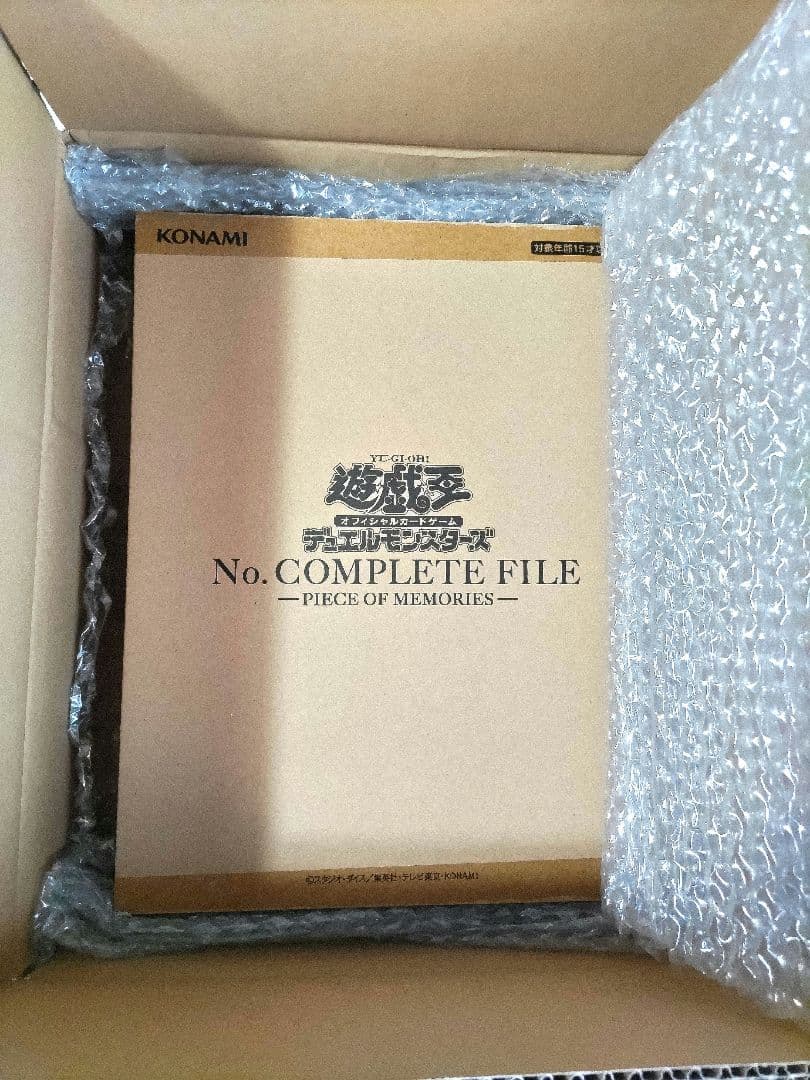 KONAMI
対象年齢15才
YU-GI-OH!
遊戯王
オフィシャルカードゲーム
デュエルモンスターズ
No. COMPLETE FILE
—PIECE OF MEMORIES—
©スタジオ・ダイス/集英社・テレビ東京・KONAMI